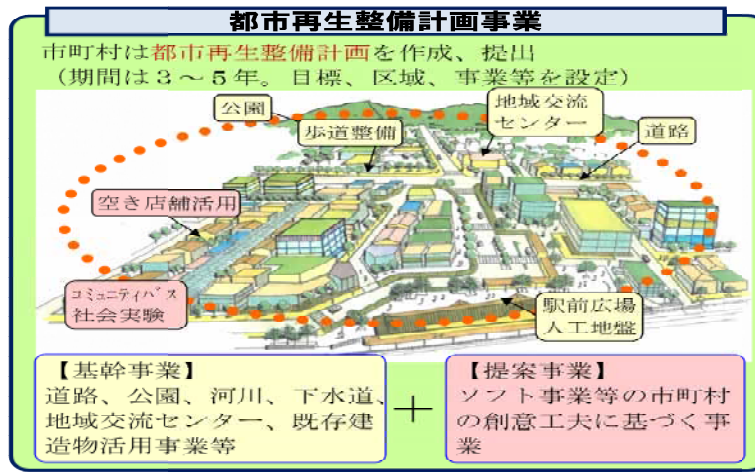 都市再生整備計画事業
市町村は都市再生整備計画を作成、提出
（期間は３～５年。目標、区域、事業等を設定）
公園
歩道整備
地域交流
センター
道路
空き店舗活用
ｺﾐｭﾆﾃｨﾊﾞｽ
社会実験
駅前広場
人工地盤
【基幹事業】
道路、公園、河川、下水道、
地域交流センター、既存建
造物活用事業等
＋
【提案事業】
ソフト事業等の市町村
の創意工夫に基づく事
業